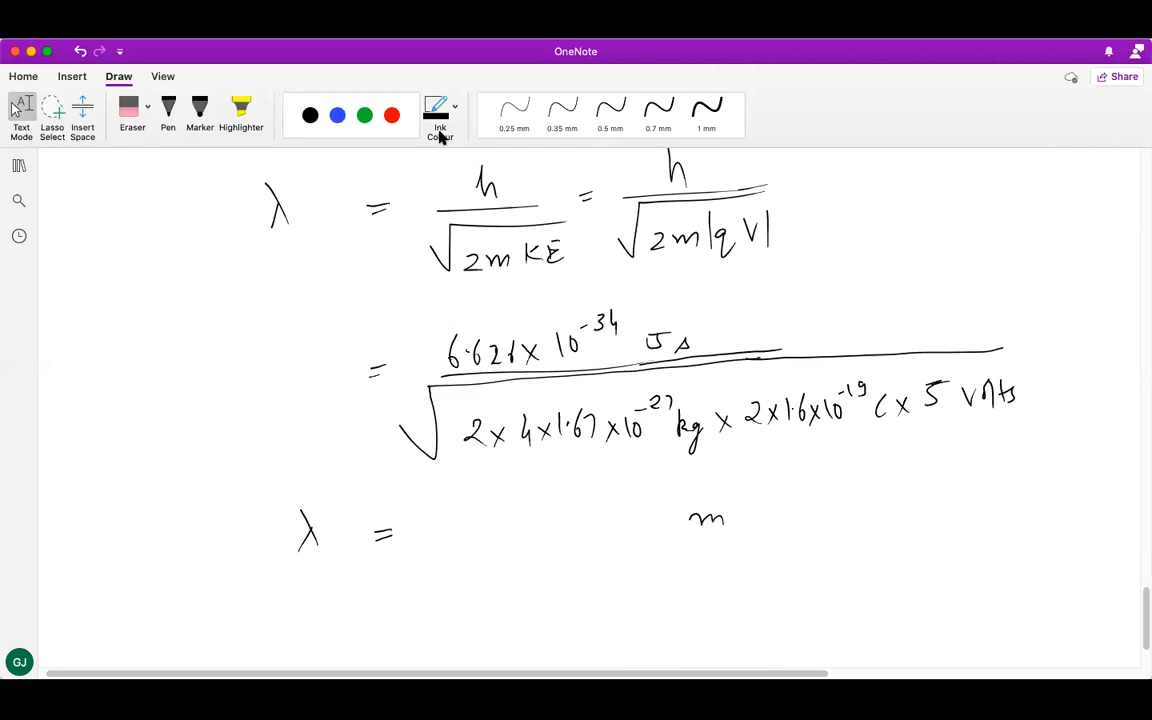 OneNote
Home Insert Draw View Share
Text Mode Lasso Select Insert Space Eraser Pen Marker Highlighter Ink Colour 0.25 mm 0.35 mm 0.5 mm 0.7 mm 1 mm
λ = h / √(2m KE) = h / √(2m|qV|)
= 6.626 × 10⁻³⁴ J s / √(2 × 4 × 1.67 × 10⁻²⁷ kg × 2 × 1.6 × 10⁻¹⁹ C × 5 volts)
λ = m
GJ